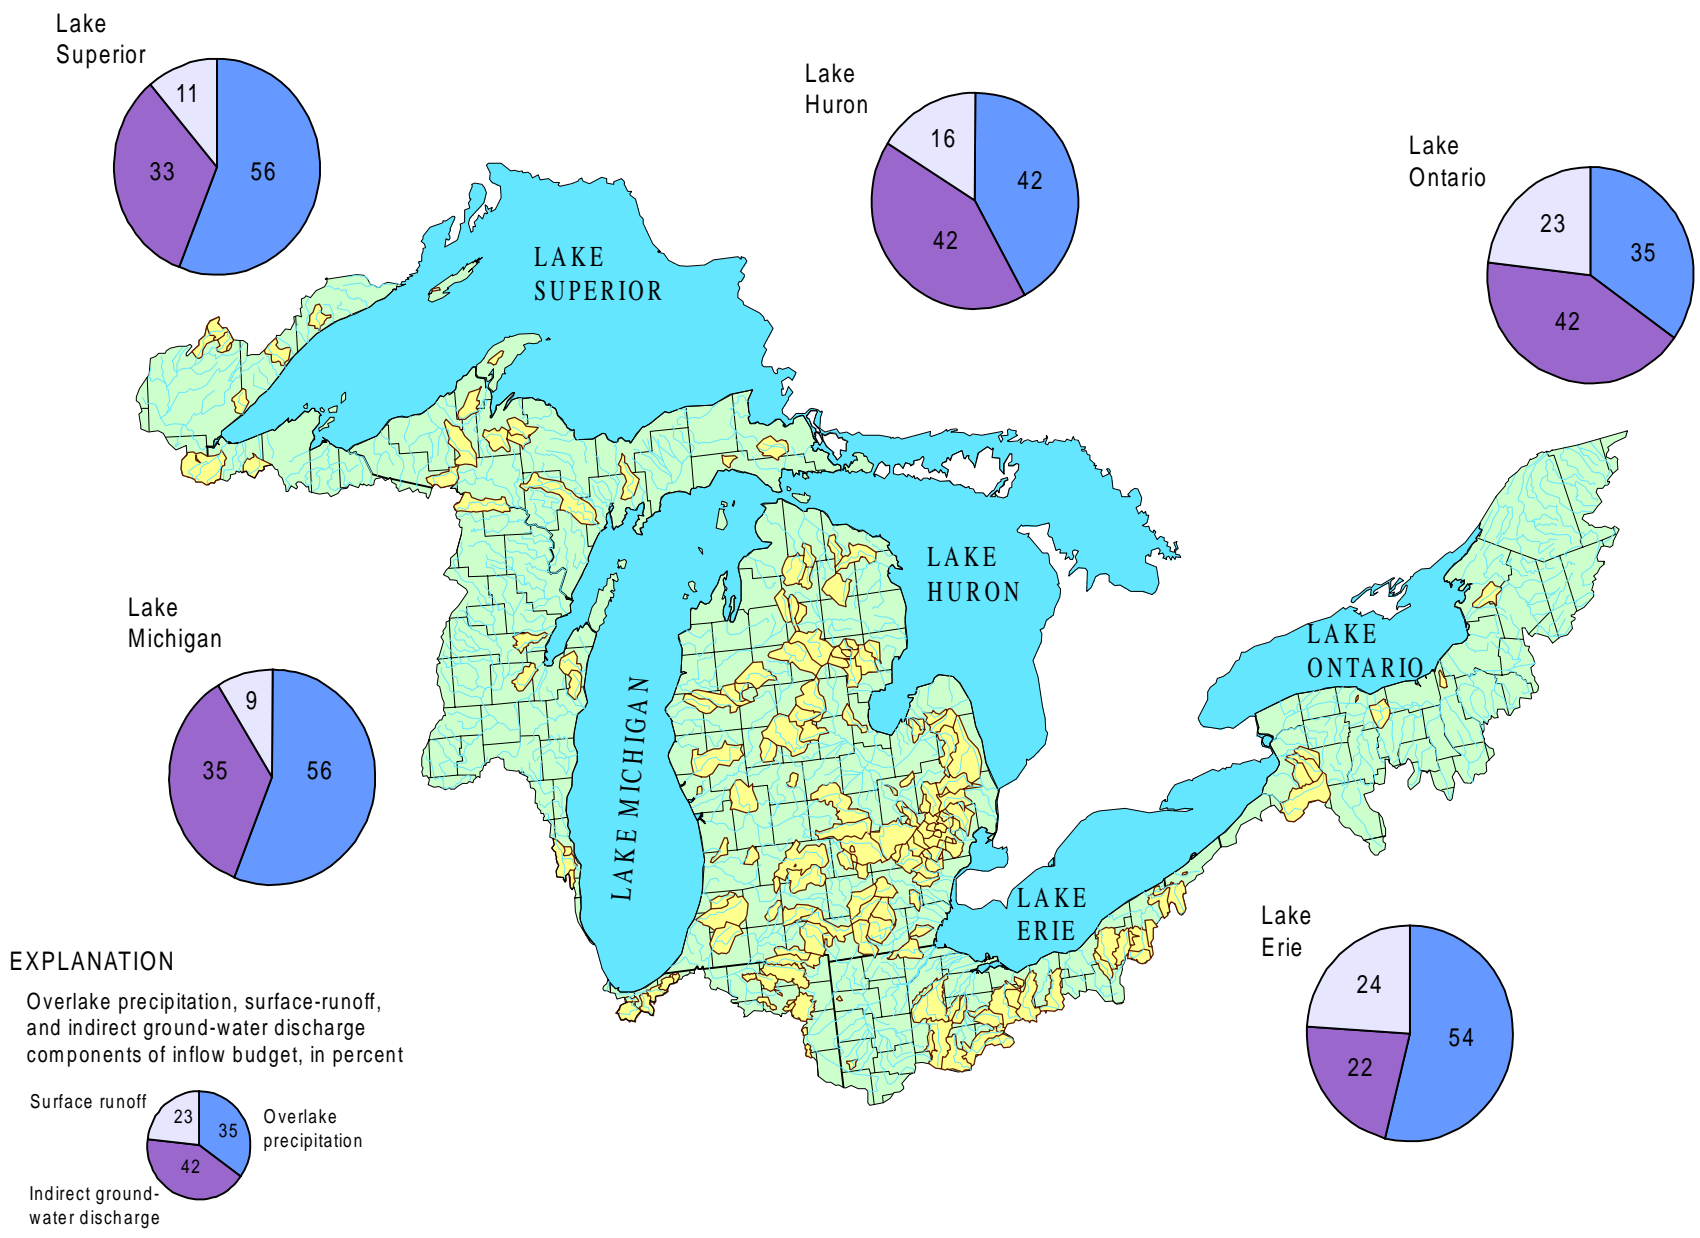 Lake
Superior
11
33
56
Lake
Huron
16
42
42
Lake
Ontario
23
35
42
LAKE
SUPERIOR
LAKE
HURON
LAKE
ONTARIO
LAKE MICHIGAN
LAKE
ERIE
Lake
Michigan
9
35
56
Lake
Erie
24
54
22
EXPLANATION
Overlake precipitation, surface-runoff,
and indirect ground-water discharge
components of inflow budget, in percent
Surface runoff
23
35
42
Overlake
precipitation
Indirect ground-
water discharge